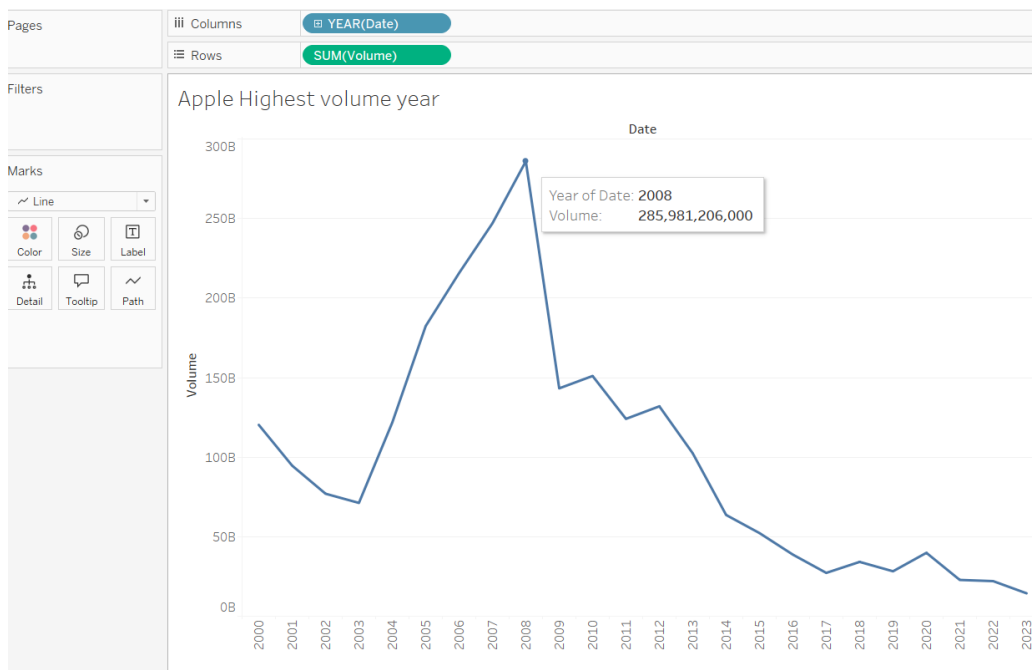 Pages
Columns
YEAR(Date)
Rows
SUM(Volume)
Filters
Marks
Line
Color Size Label
Detail Tooltip Path
Apple Highest volume year
Date
300B
250B
200B
150B
100B
50B
0B
Volume
Year of Date: 2008
Volume: 285,981,206,000
2000 2001 2002 2003 2004 2005 2006 2007 2008 2009 2010 2011 2012 2013 2014 2015 2016 2017 2018 2019 2020 2021 2022 2023